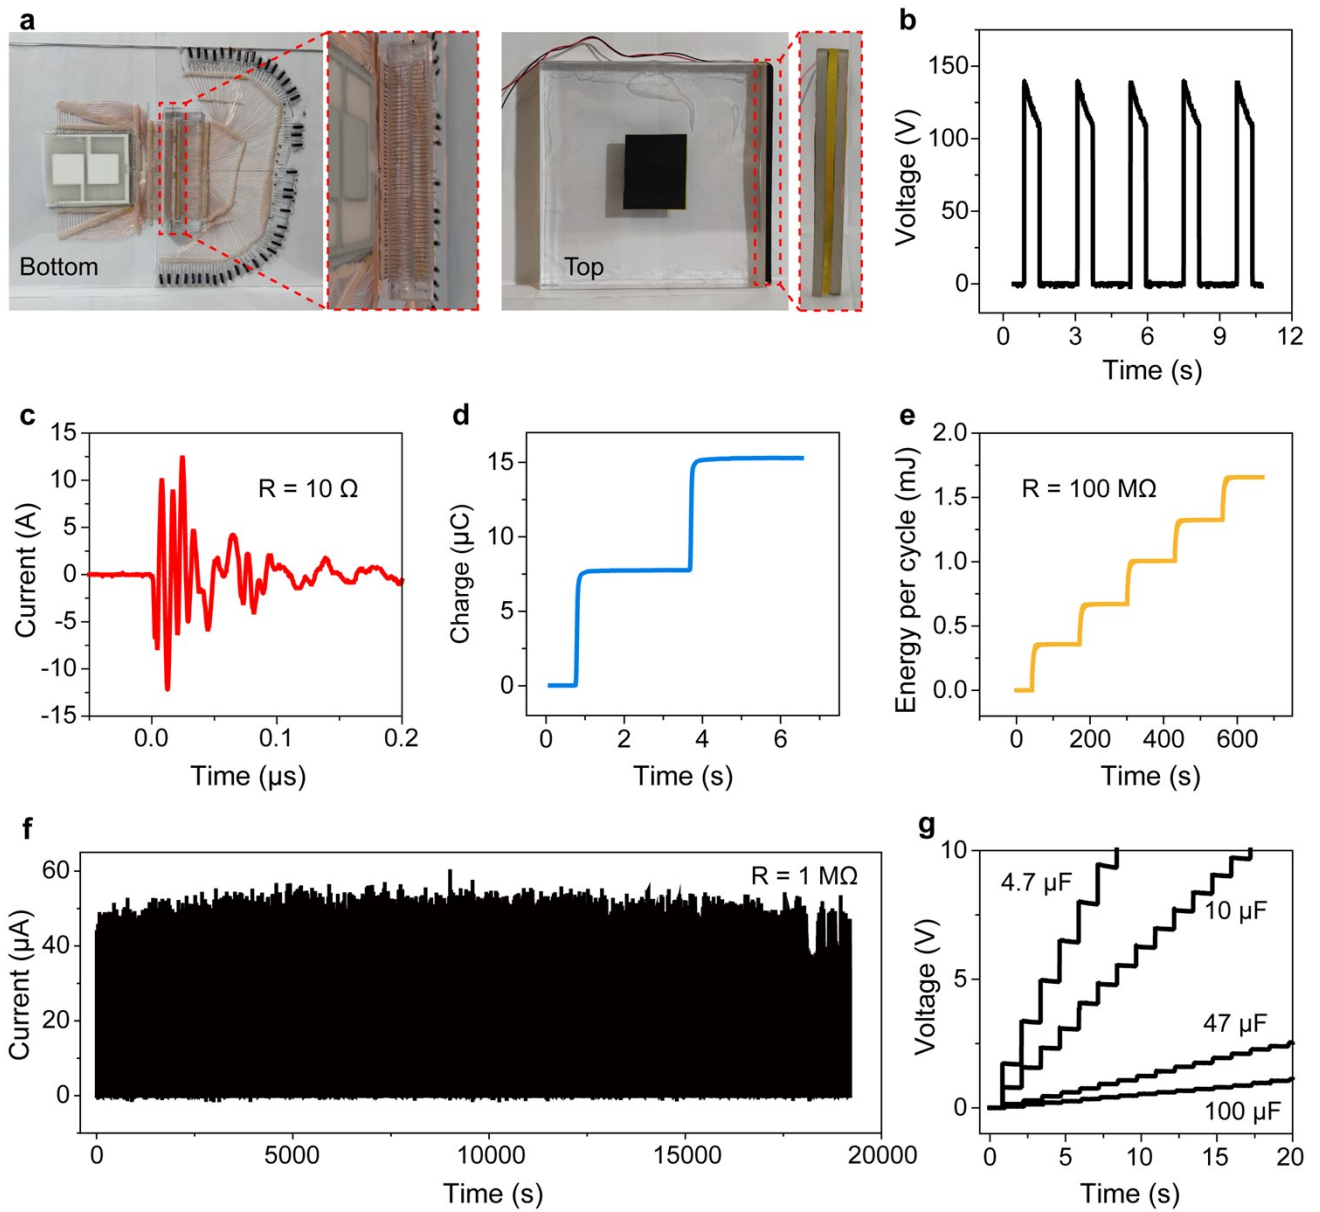 a
Bottom
Top
b
Voltage (V)
150
100
50
0
0 3 6 9 12
Time (s)
c
Current (A)
15
10
5
0
-5
-10
-15
R = 10 Ω
0.0 0.1 0.2
Time (μs)
d
Charge (μC)
15
10
5
0
0 2 4 6
Time (s)
e
Energy per cycle (mJ)
2.0
1.5
1.0
0.5
0.0
R = 100 MΩ
0 200 400 600
Time (s)
f
Current (μA)
60
40
20
0
R = 1 MΩ
0 5000 10000 15000 20000
Time (s)
g
Voltage (V)
10
5
0
4.7 μF
10 μF
47 μF
100 μF
0 5 10 15 20
Time (s)